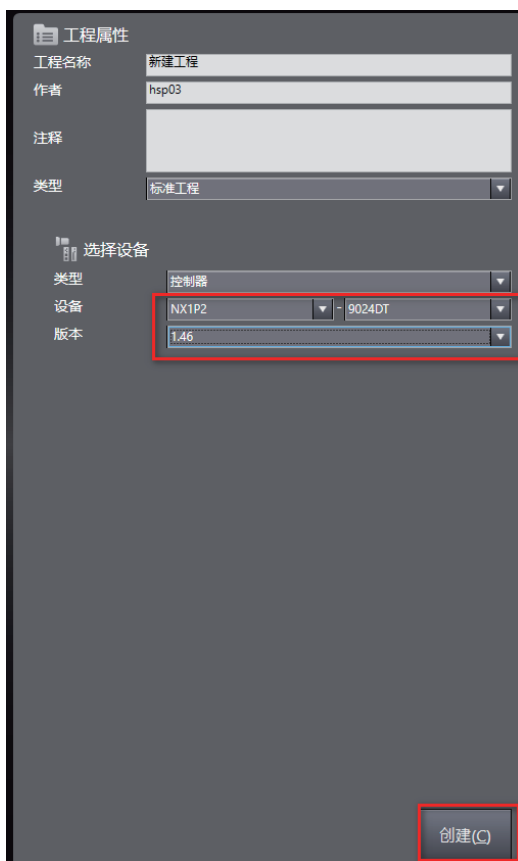 工程属性
工程名称 新建工程
作者 hsp03
注释
类型 标准工程
选择设备
类型 控制器
设备 NX1P2 - 9024DT
版本 1.46
创建(C)